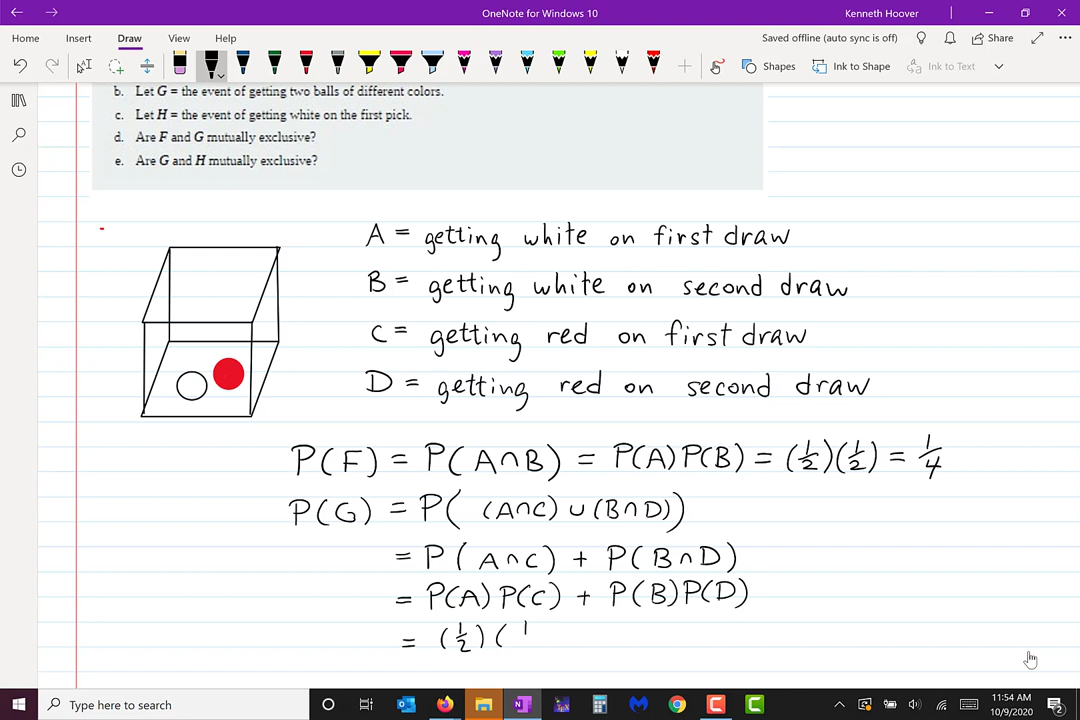 OneNote for Windows 10
Kenneth Hoover
Home Insert Draw View Help
Saved offline (auto sync is off)
Share
Shapes
Ink to Shape
Ink to Text
b. Let G = the event of getting two balls of different colors.
c. Let H = the event of getting white on the first pick.
d. Are F and G mutually exclusive?
e. Are G and H mutually exclusive?
A = getting white on first draw
B = getting white on second draw
C = getting red on first draw
D = getting red on second draw
P(F) = P(A∩B) = P(A)P(B) = (1/2)(1/2) = 1/4
P(G) = P( (A∩C) ∪ (B∩D))
= P(A∩C) + P(B∩D)
= P(A)P(C) + P(B)P(D)
= (1/2)( 1
Type here to search
11:54 AM
10/9/2020
2